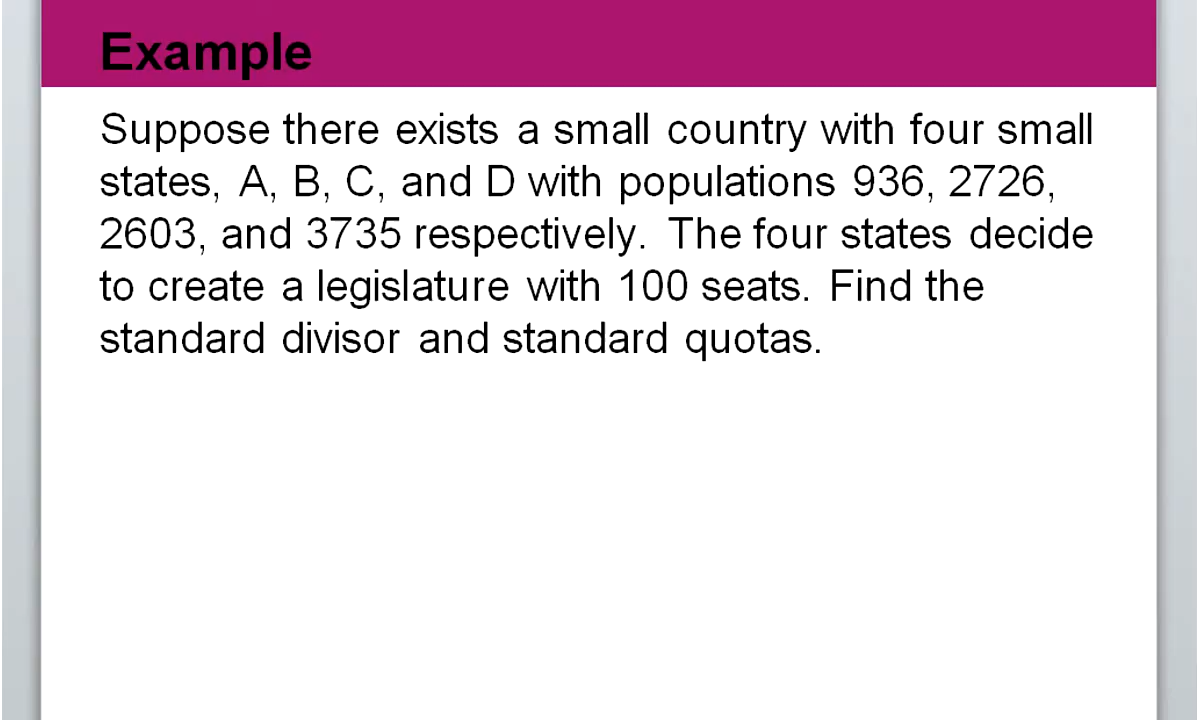 Example
Suppose there exists a small country with four small
states, A, B, C, and D with populations 936, 2726,
2603, and 3735 respectively. The four states decide
to create a legislature with 100 seats. Find the
standard divisor and standard quotas.